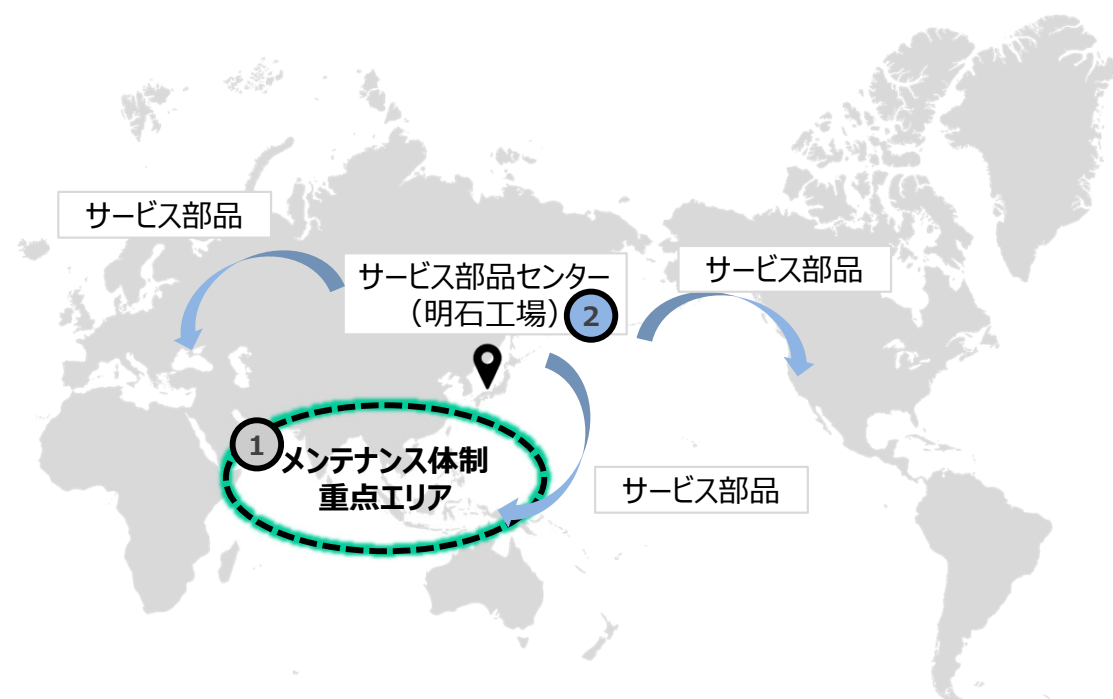 サービス部品
サービス部品センター
（明石工場）
2
サービス部品
1
メンテナンス体制
重点エリア
サービス部品